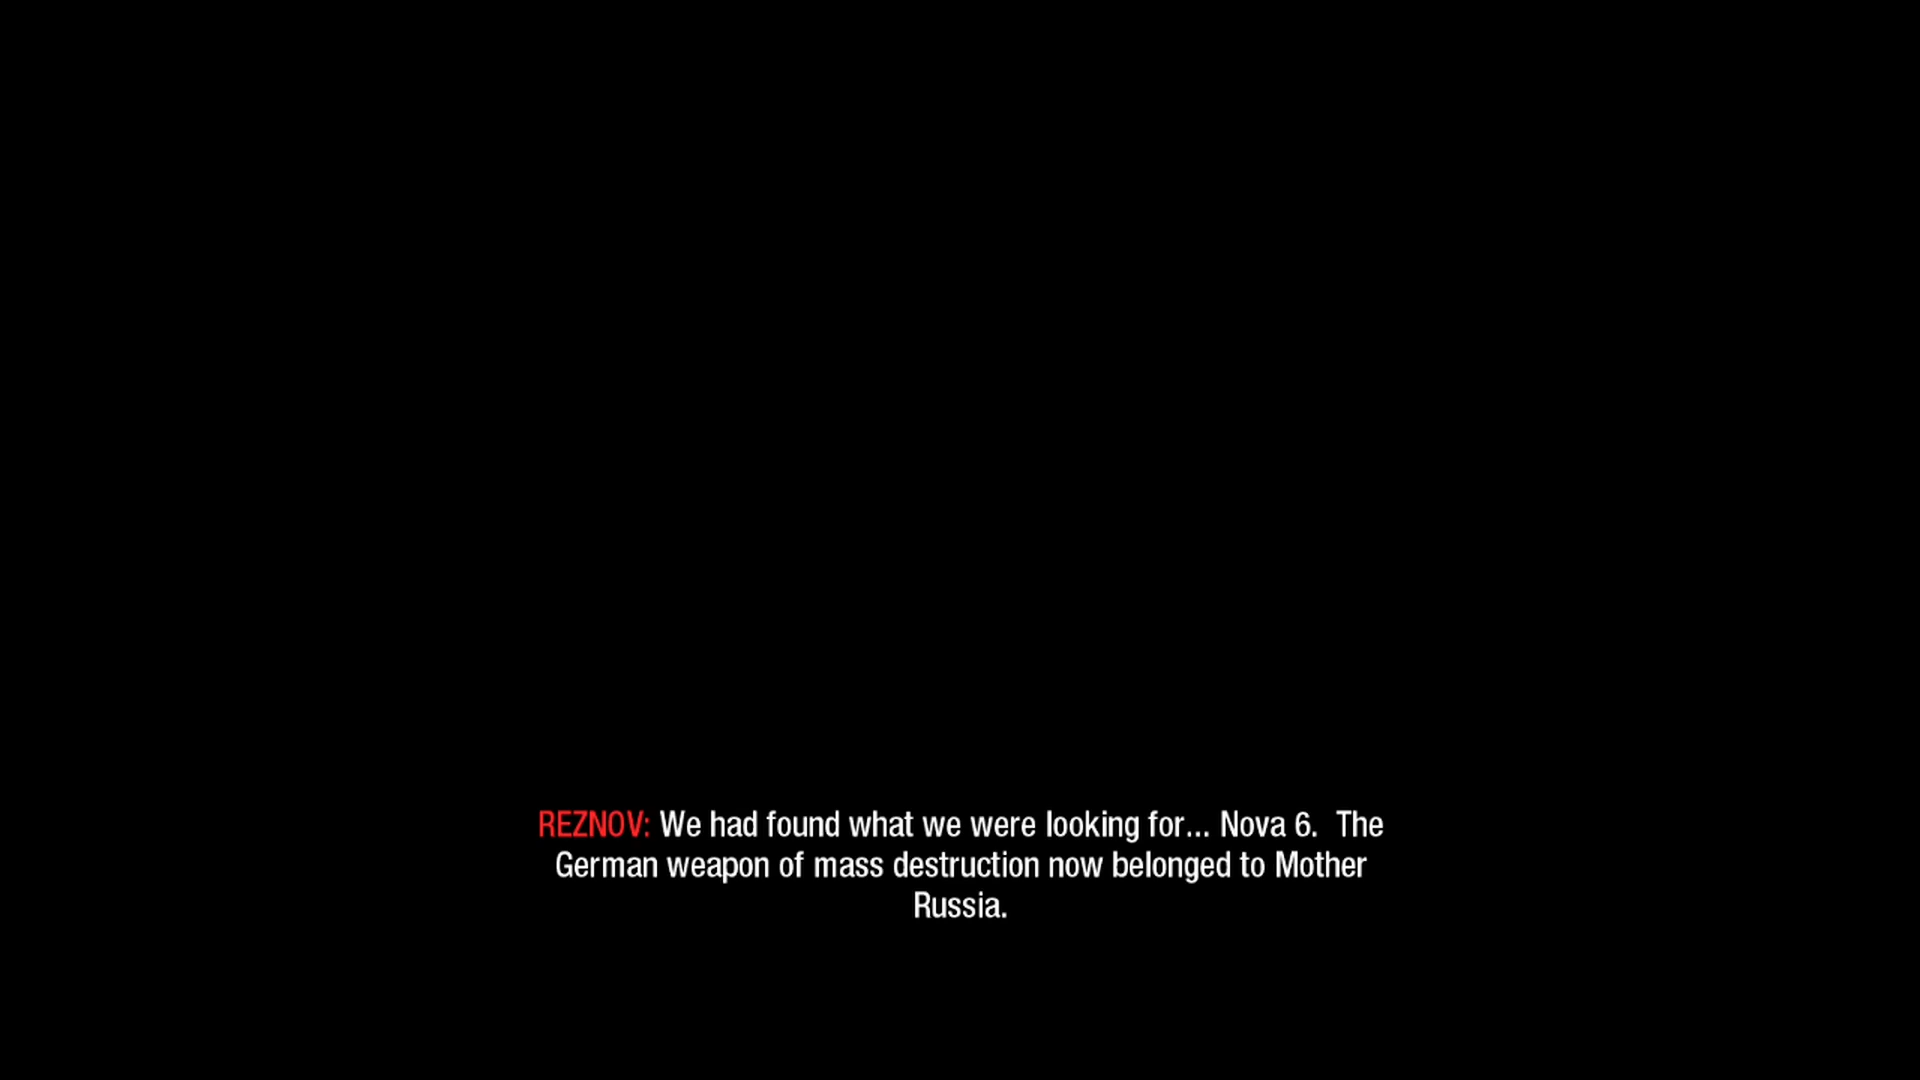 REZNOV: We had found what we were looking for... Nova 6.  The
German weapon of mass destruction now belonged to Mother
Russia.